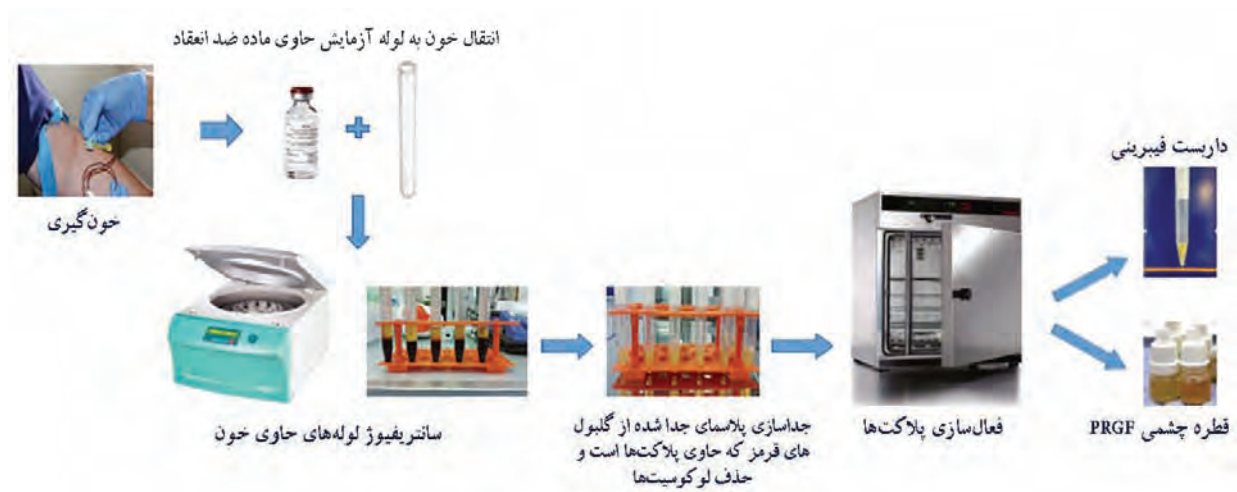 انتقال خون به لوله آزمایش حاوی ماده ضد انعقاد
خون‌گیری
سانتریفیوژ لوله‌های حاوی خون
جداسازی پلاسمای جدا شده از گلبول
های قرمز که حاوی پلاکت‌ها است و
حذف لوکوسیت‌ها
فعال‌سازی پلاکت‌ها
داربست فیبرینی
قطره چشمی PRGF